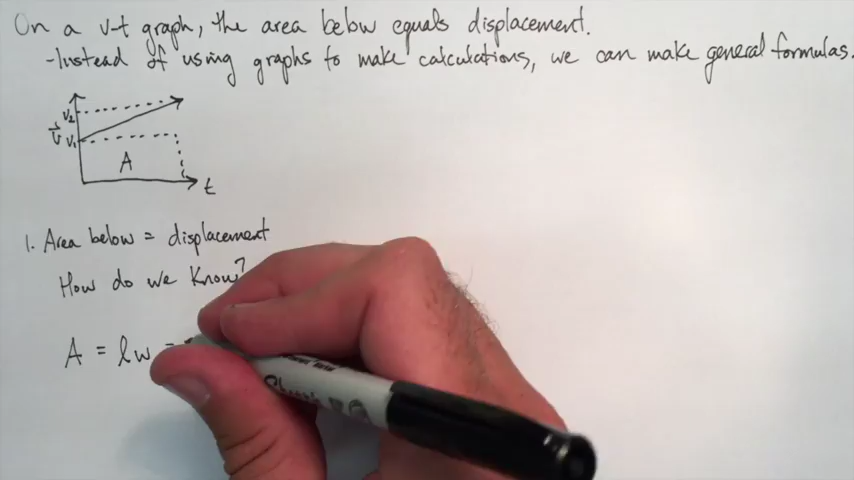 On a v-t graph, the area below equals displacement.
-Instead of using graphs to make calculations, we can make general formulas.
V2
V⃗ V1
A
t
1. Area below = displacement
How do we know?
A = lw =
Sharpie